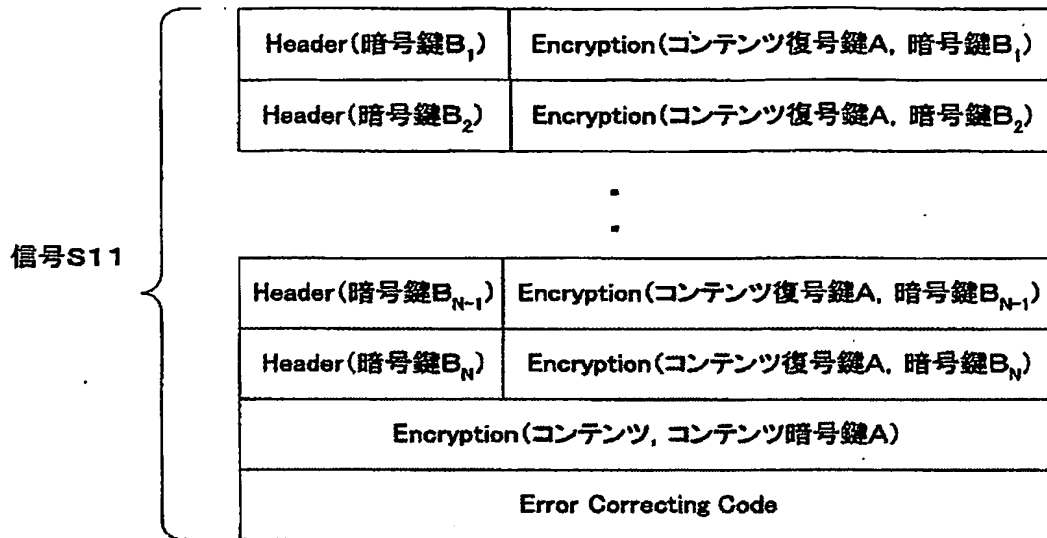 Header(暗号鍵B₁) Encryption(コンテンツ復号鍵A, 暗号鍵B₁)
Header(暗号鍵B₂) Encryption(コンテンツ復号鍵A, 暗号鍵B₂)
信号S11
Header(暗号鍵B_{N-1}) Encryption(コンテンツ復号鍵A, 暗号鍵B_{N-1})
Header(暗号鍵B_N) Encryption(コンテンツ復号鍵A, 暗号鍵B_N)
Encryption(コンテンツ, コンテンツ暗号鍵A)
Error Correcting Code